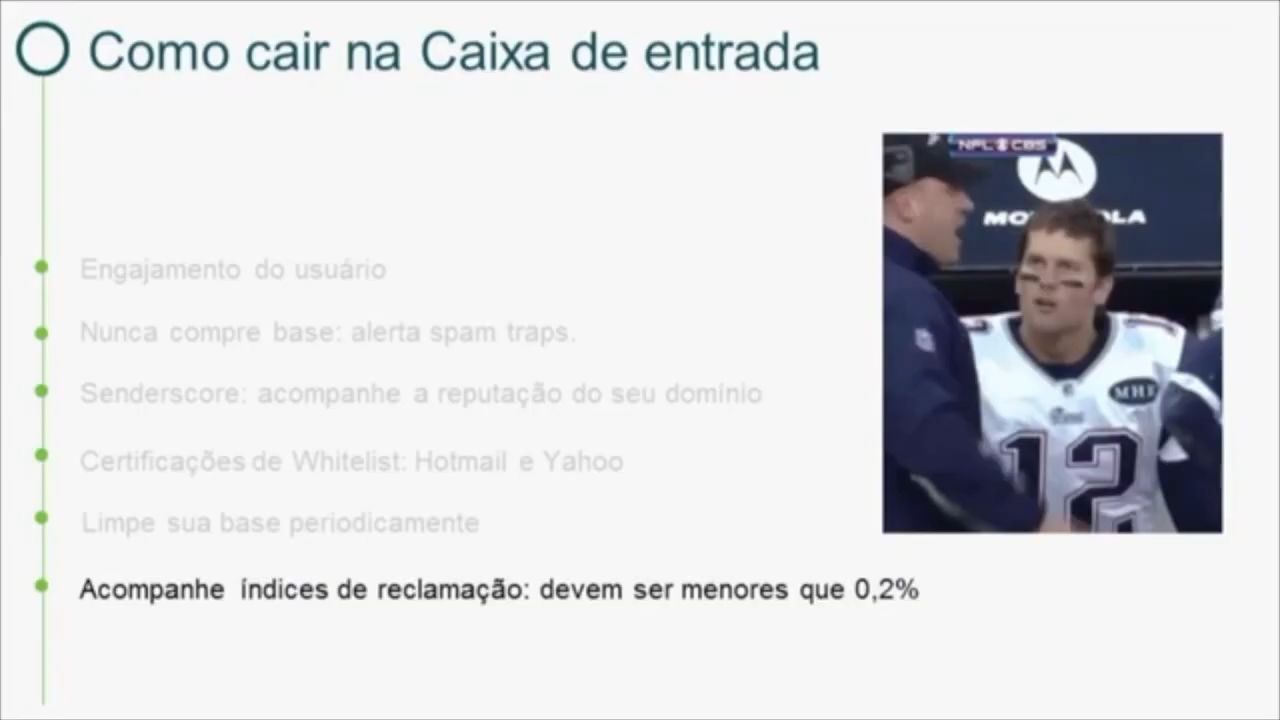 Como cair na Caixa de entrada
NFL CBS
MHK
12
Engajamento do usuário
Nunca compre base: alerta spam traps.
Senderscore: acompanhe a reputação do seu domínio
Certificações de Whitelist: Hotmail e Yahoo
Limpe sua base periodicamente
Acompanhe índices de reclamação: devem ser menores que 0,2%